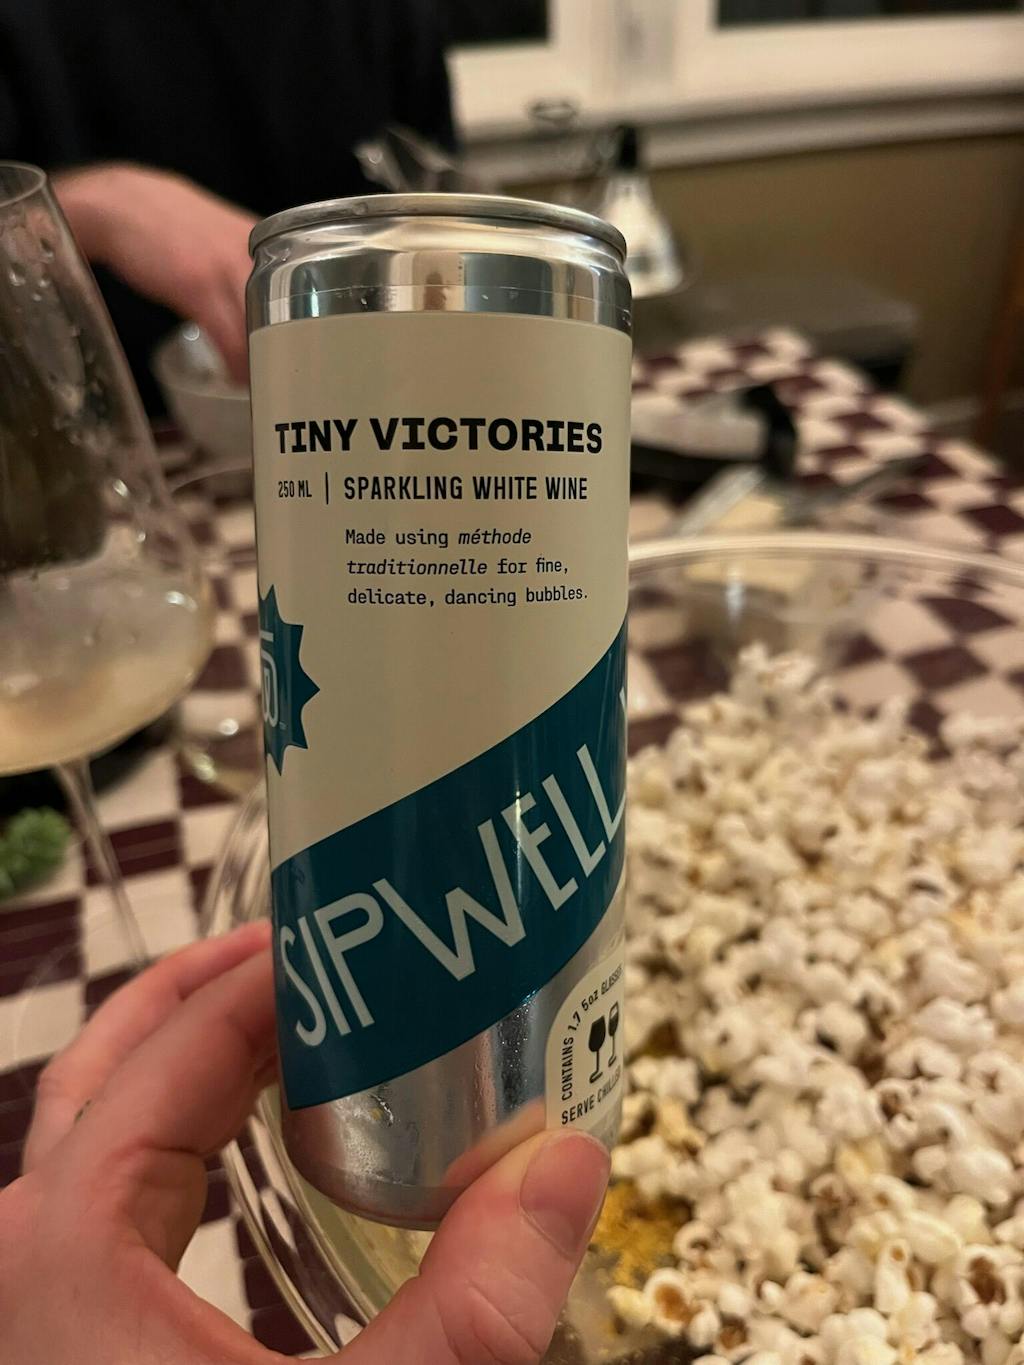 TINY VICTORIES
250 ML | SPARKLING WHITE WINE
Made using méthode
traditionnelle for fine,
delicate, dancing bubbles.
SIPWELL
CONTAINS 1.7 5oz GLASSES
SERVE CHILLED